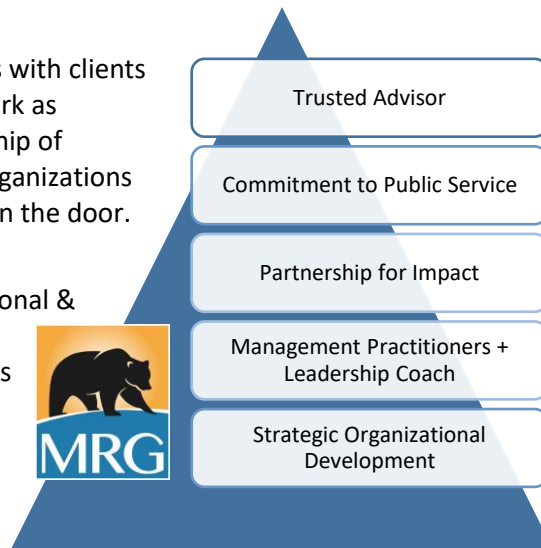 s with clients
rk as
hip of
ganizations
n the door.
onal &
s
MRG
Trusted Advisor
Commitment to Public Service
Partnership for Impact
Management Practitioners +
Leadership Coach
Strategic Organizational
Development